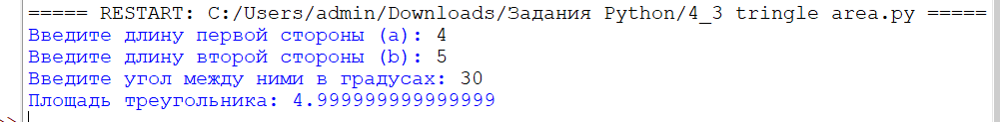 ===== RESTART: C:/Users/admin/Downloads/Задания Python/4_3 tringle area.py =====
Введите длину первой стороны (a): 4
Введите длину второй стороны (b): 5
Введите угол между ними в градусах: 30
Площадь треугольника: 4.999999999999999
>>